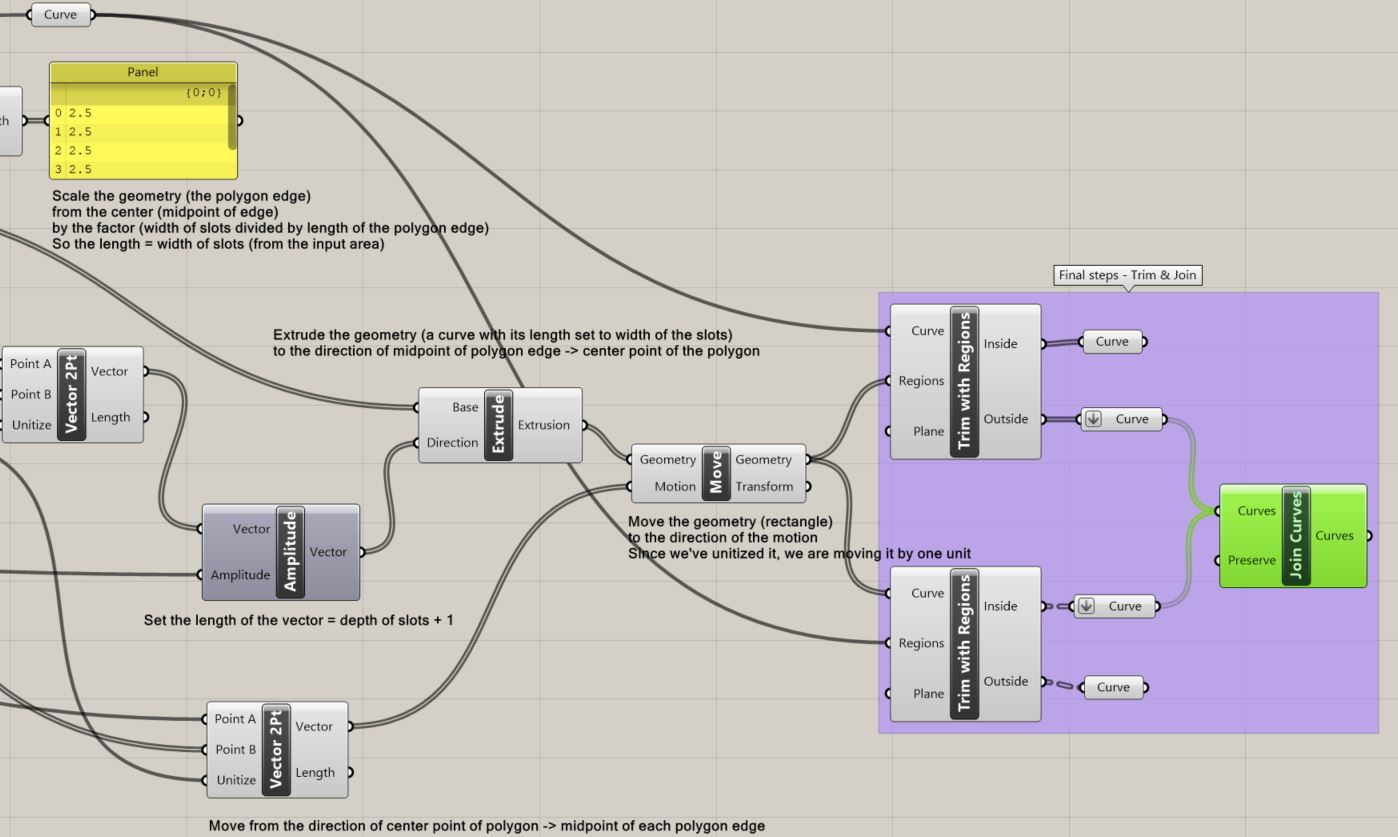 Curve
Panel
{0;0}
th
0 2.5
1 2.5
2 2.5
3 2.5
Scale the geometry (the polygon edge)
from the center (midpoint of edge)
by the factor (width of slots divided by length of the polygon edge)
So the length = width of slots (from the input area)
Final steps - Trim & Join
Extrude the geometry (a curve with its length set to width of the slots)
to the direction of midpoint of polygon edge -> center point of the polygon
Point A
Point B
Unitize
Vector 2Pt
Vector
Length
Base
Direction
Extrude
Extrusion
Geometry
Motion
Move
Geometry
Transform
Move the geometry (rectangle)
to the direction of the motion
Since we've unitized it, we are moving it by one unit
Vector
Amplitude
Amplitude
Vector
Set the length of the vector = depth of slots + 1
Point A
Point B
Unitize
Vector 2Pt
Vector
Length
Move from the direction of center point of polygon -> midpoint of each polygon edge
Curve
Regions
Plane
Trim with Regions
Inside
Outside
Curve
Curve
Curve
Regions
Plane
Trim with Regions
Inside
Outside
Curve
Curve
Curves
Preserve
Join Curves
Curves